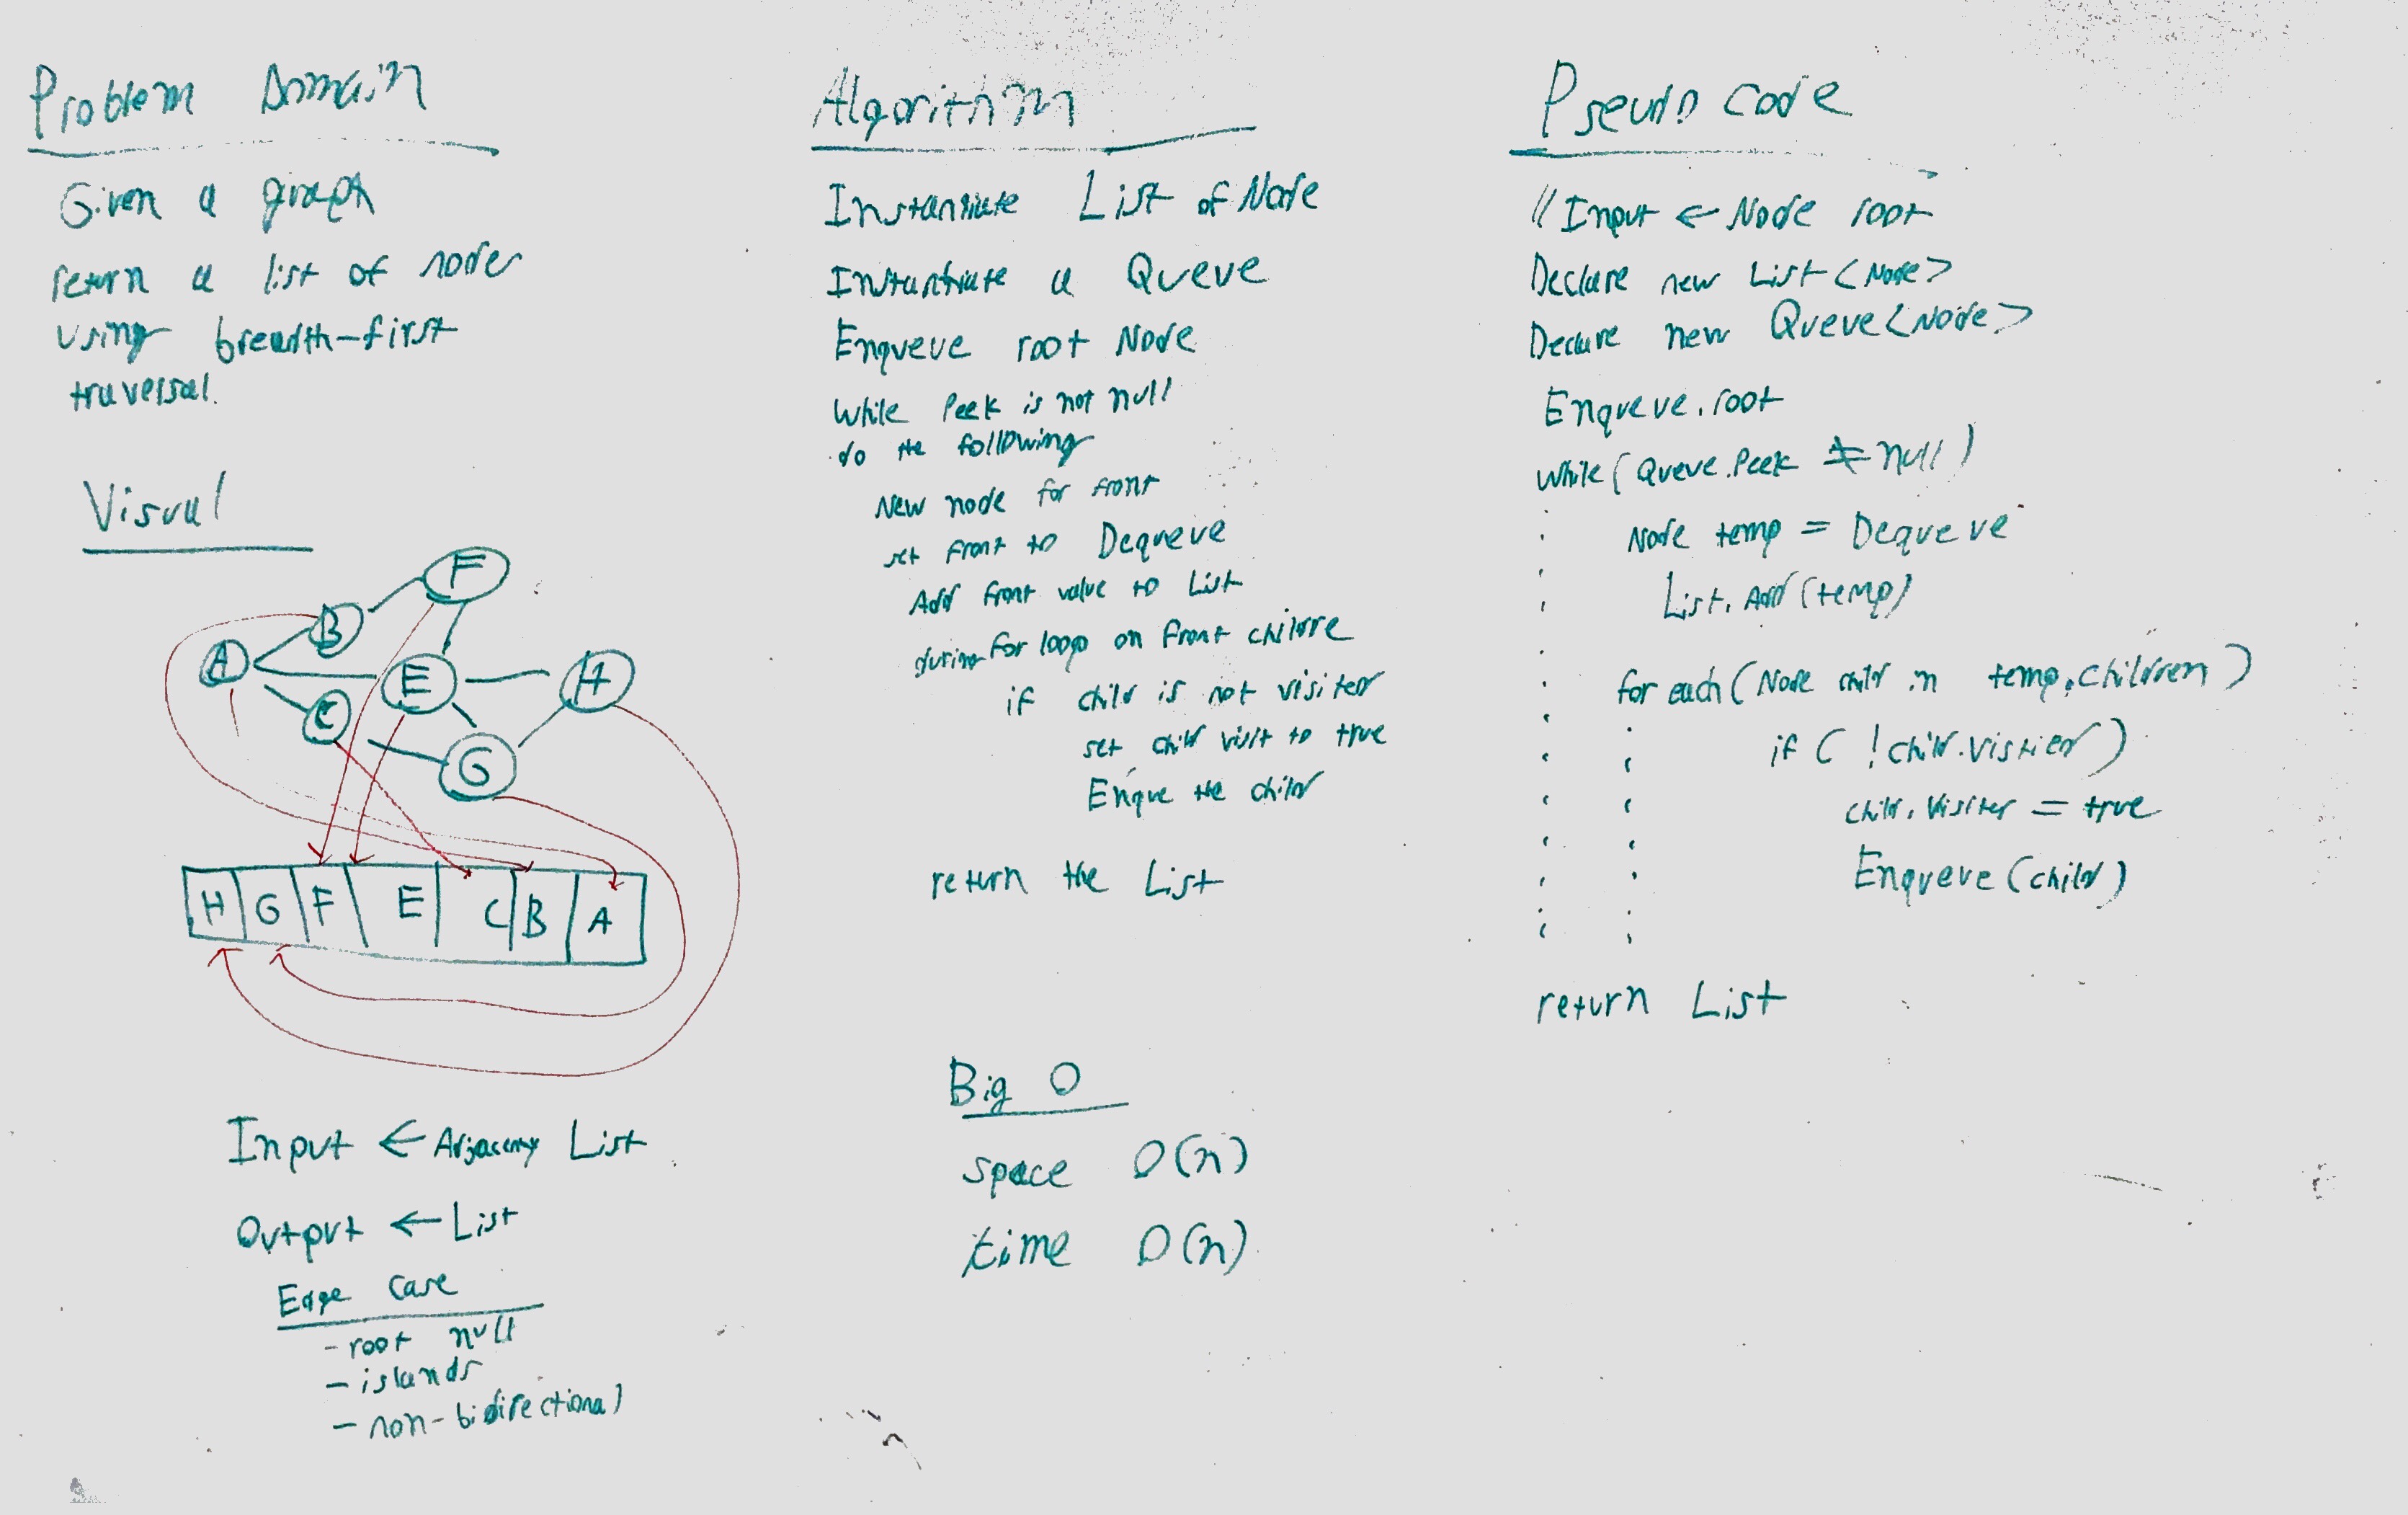 Problem Domain
Given a graph
return a list of nodes
using breadth-first
traversal.
Visual
F
B
A
E
H
C
G
H G F E C B A
Input ← Adjacency List
Output ← List
Edge Case
- root null
- islands
- non-bidirectional
Algorithm
Instantiate List of Node
Instantiate a Queue
Enqueue root Node
While Peek is not null
do the following
New node for front
set front to Dequeue
Add front value to List
during for loop on front childre
if child is not visited
set child visit to true
Enque the child
return the List
Big O
space O(n)
time O(n)
Pseudo code
// Input ← Node root
Declare new List<Node>
Declare new Queue<Node>
Enqueue.root
While (Queue.Peek ≠ null)
Node temp = Dequeue
List.Add(temp)
for each (Node child in temp.children)
if ( !child.vistied)
child.visited = true
Enqueue (child)
return List